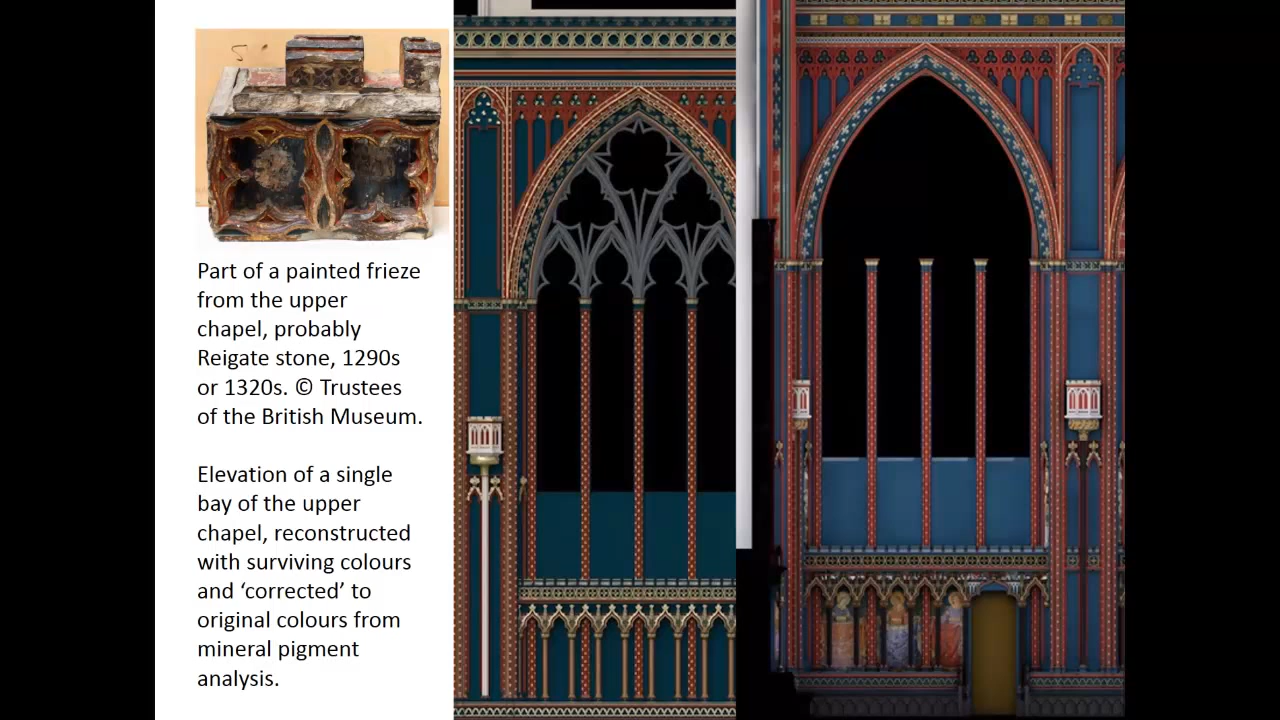 Part of a painted frieze
from the upper
chapel, probably
Reigate stone, 1290s
or 1320s. © Trustees
of the British Museum.
Elevation of a single
bay of the upper
chapel, reconstructed
with surviving colours
and ‘corrected’ to
original colours from
mineral pigment
analysis.